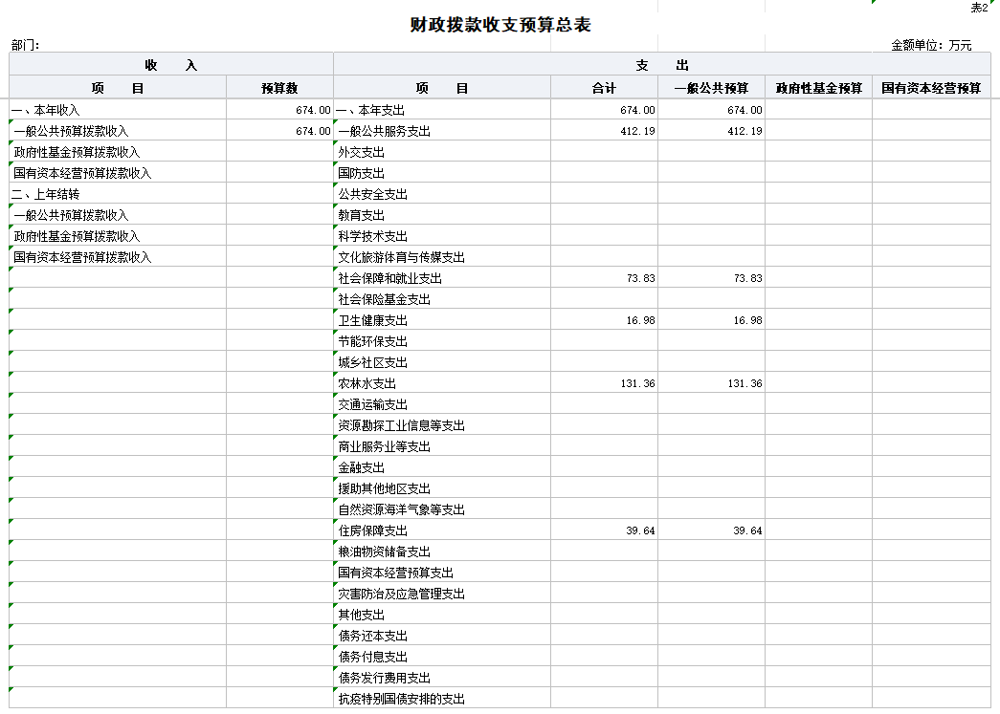 表2
财政拨款收支预算总表
部门： 金额单位：万元
收 入 支 出
项 目 预算数 项 目 合计 一般公共预算 政府性基金预算 国有资本经营预算
一、本年收入 674.00 一、本年支出 674.00 674.00
一般公共预算拨款收入 674.00 一般公共服务支出 412.19 412.19
政府性基金预算拨款收入 外交支出
国有资本经营预算拨款收入 国防支出
二、上年结转 公共安全支出
一般公共预算拨款收入 教育支出
政府性基金预算拨款收入 科学技术支出
国有资本经营预算拨款收入 文化旅游体育与传媒支出
社会保障和就业支出 73.83 73.83
社会保险基金支出
卫生健康支出 16.98 16.98
节能环保支出
城乡社区支出
农林水支出 131.36 131.36
交通运输支出
资源勘探工业信息等支出
商业服务业等支出
金融支出
援助其他地区支出
自然资源海洋气象等支出
住房保障支出 39.64 39.64
粮油物资储备支出
国有资本经营预算支出
灾害防治及应急管理支出
其他支出
债务还本支出
债务付息支出
债务发行费用支出
抗疫特别国债安排的支出